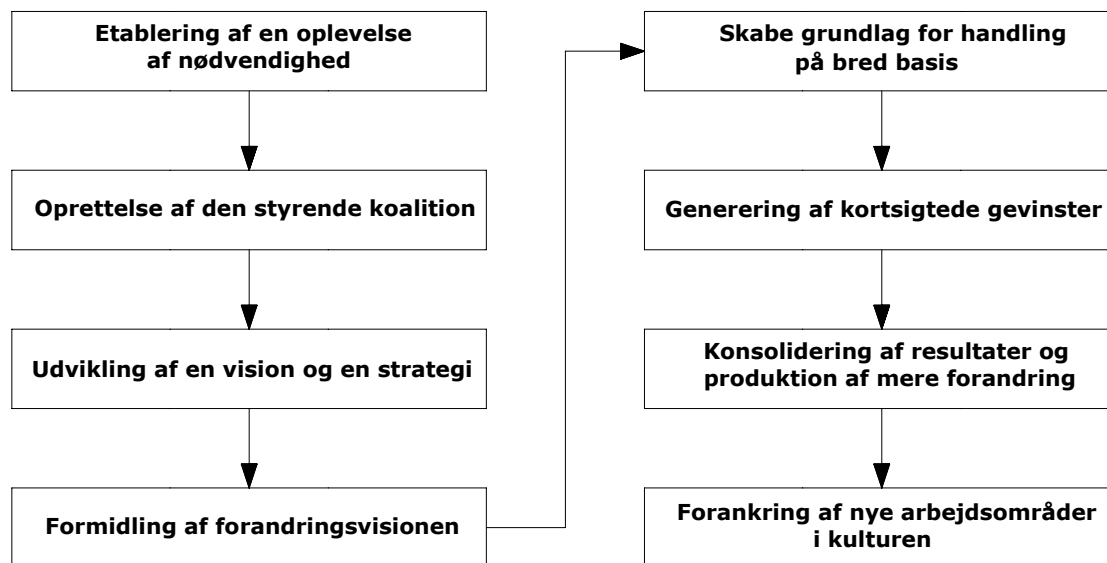 Etablering af en oplevelse
af nødvendighed
Oprettelse af den styrende koalition
Udvikling af en vision og en strategi
Formidling af forandringsvisionen
Skabe grundlag for handling
på bred basis
Generering af kortsigtede gevinster
Konsolidering af resultater og
produktion af mere forandring
Forankring af nye arbejdsområder
i kulturen